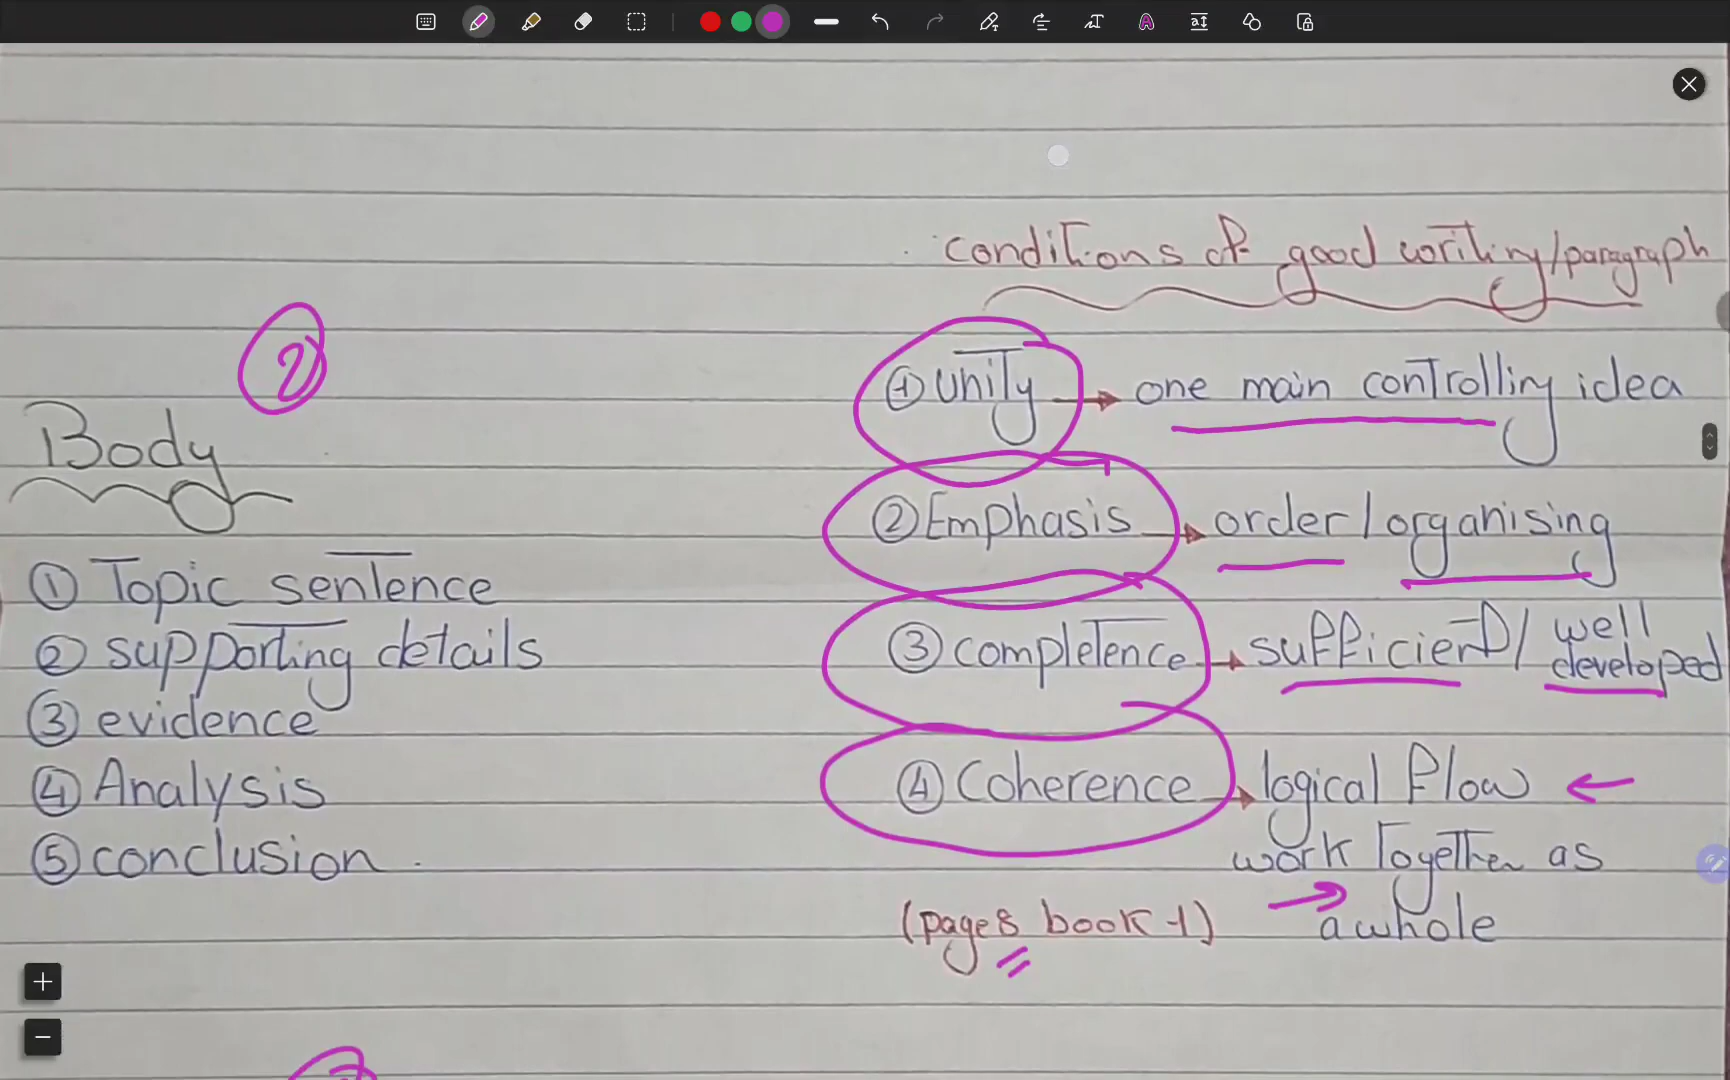 conditions of good writing/paragraph
① unity → one main controlling idea
② Emphasis → order/organising
③ completence → sufficient/well developed
④ Coherence → logical flow ←
work together as
→ a whole
(page 8 book -1)
2
Body
① Topic sentence
② supporting details
③ evidence
④ Analysis
⑤ conclusion.